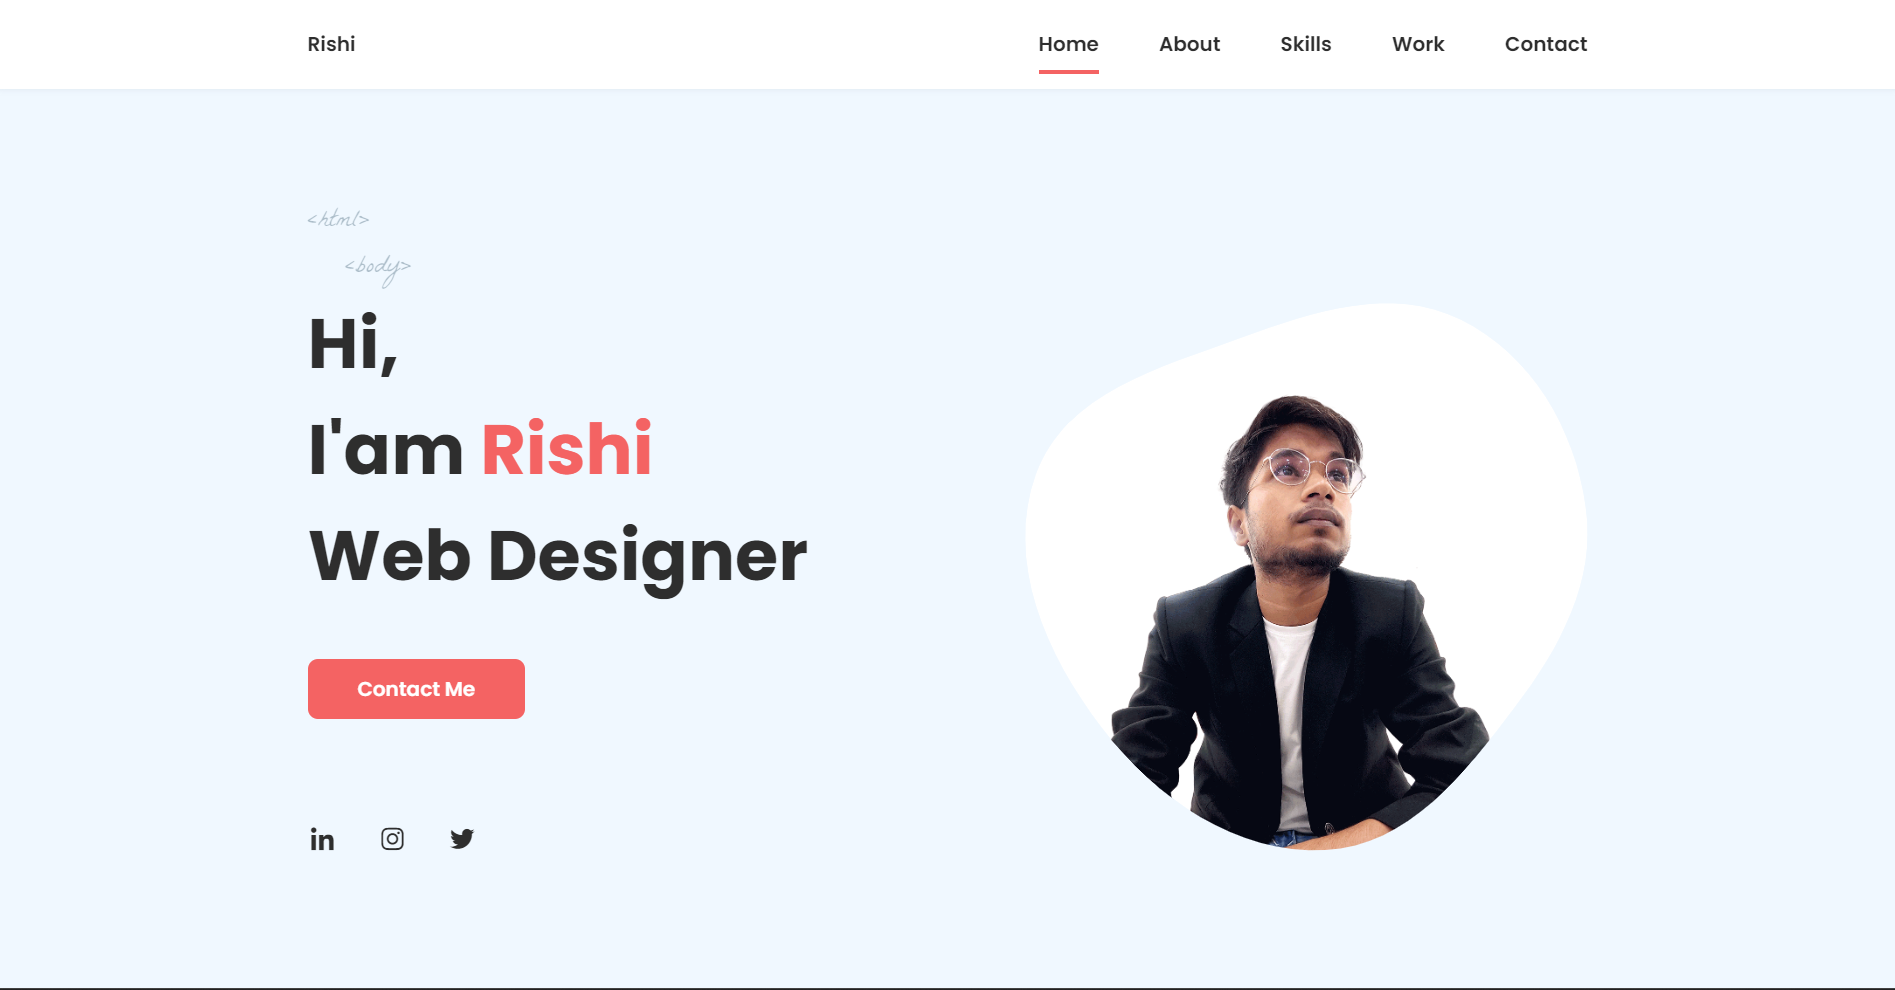 Rishi
Home About Skills Work Contact
<html>
<body>
Hi,
I'am Rishi
Web Designer
Contact Me